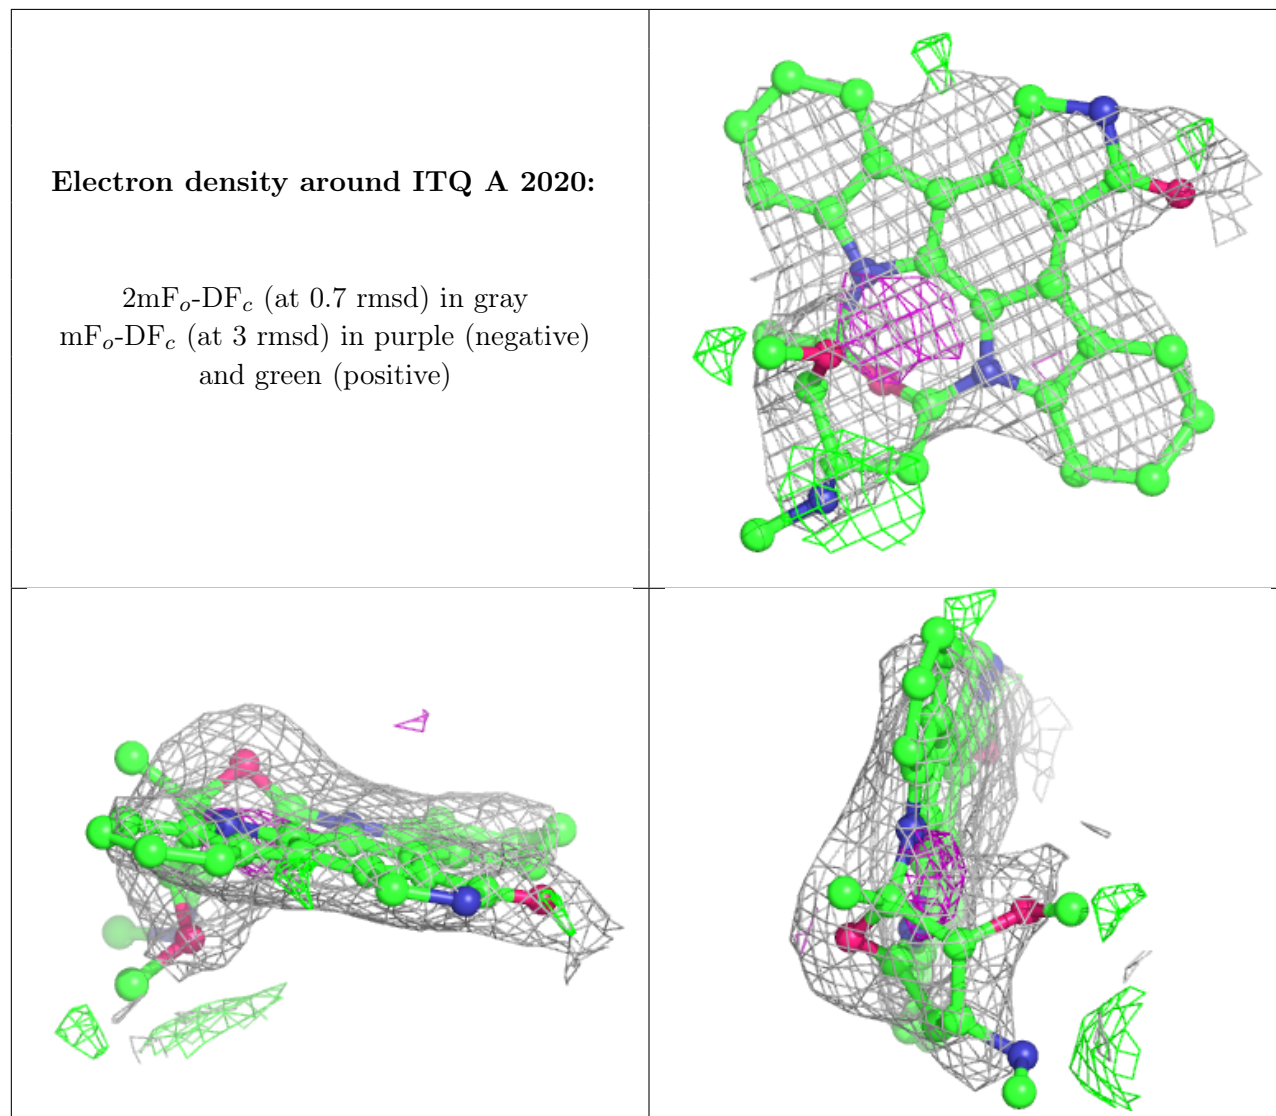 Electron density around ITQ A 2020:
2mFo-DFc (at 0.7 rmsd) in gray
mFo-DFc (at 3 rmsd) in purple (negative)
and green (positive)